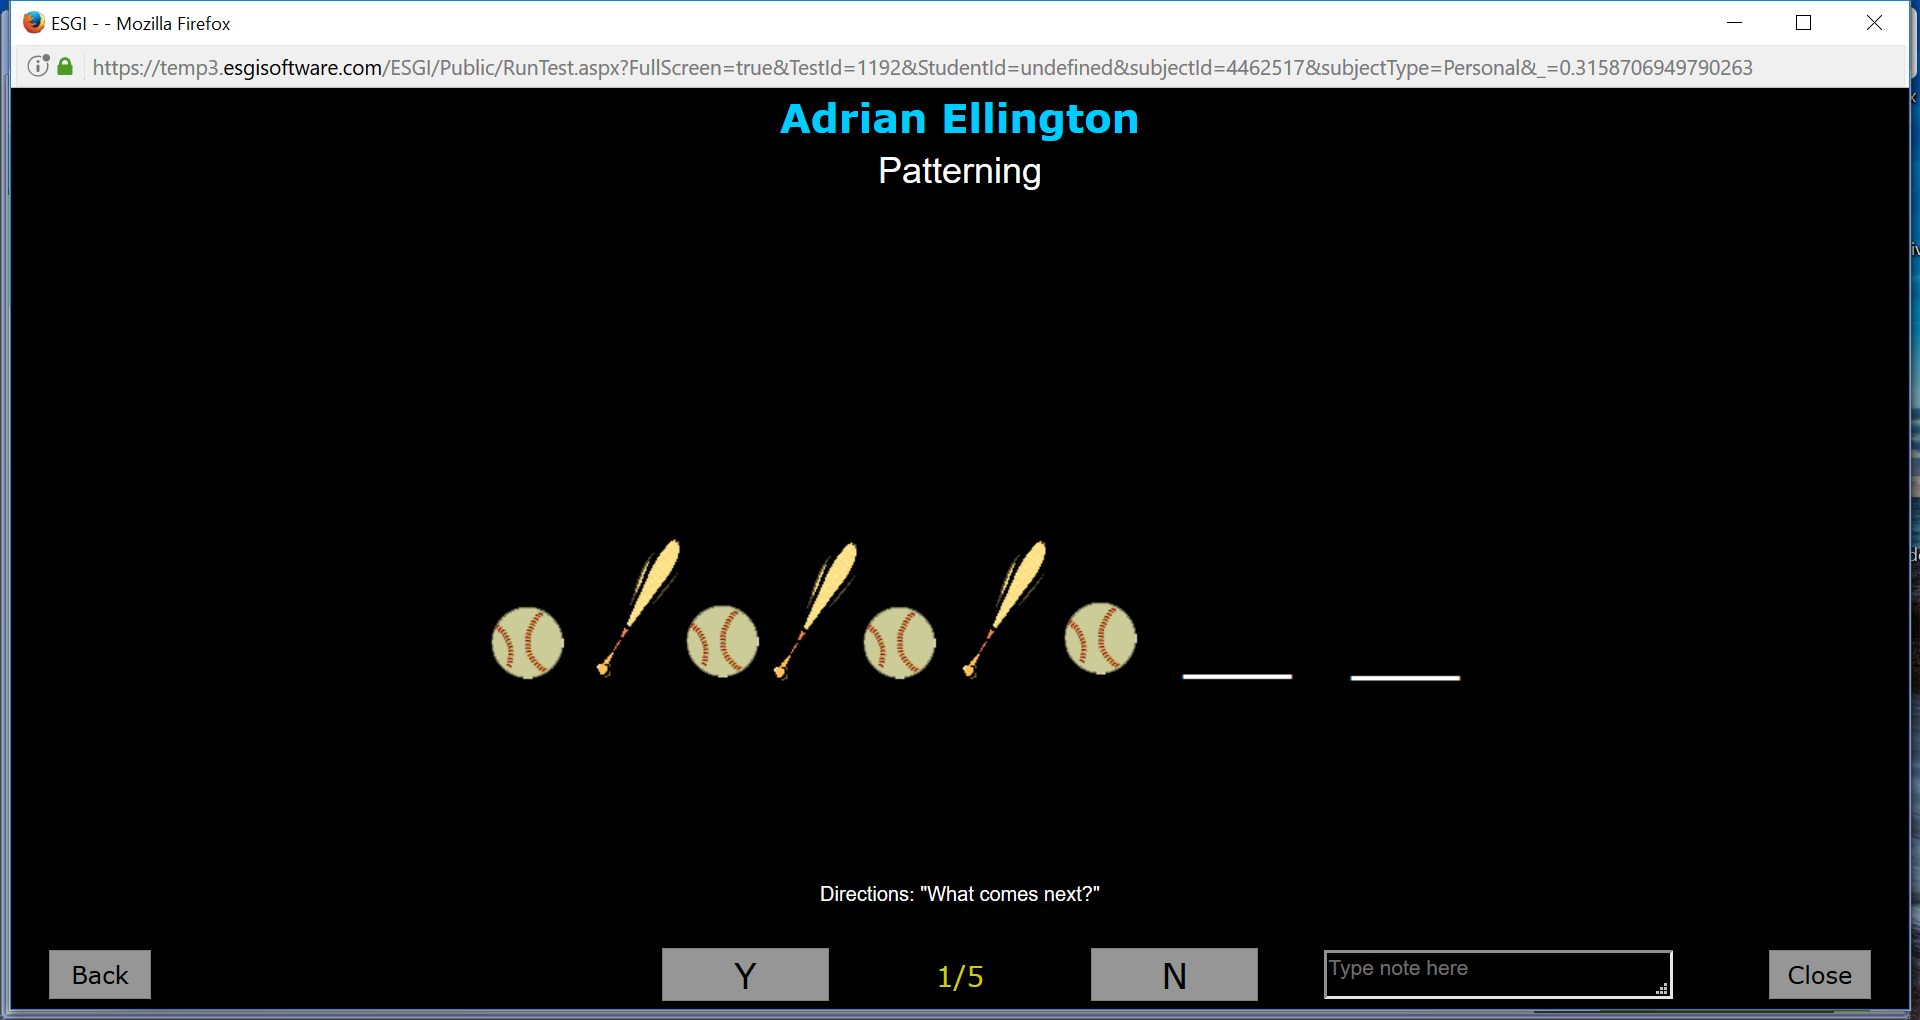 ESGI - - Mozilla Firefox
https://temp3.esgisoftware.com/ESGI/Public/RunTest.aspx?FullScreen=true&TestId=1192&StudentId=undefined&subjectId=4462517&subjectType=Personal&_=0.3158706949790263
Adrian Ellington
Patterning
Directions: "What comes next?"
Back Y 1/5 N Type note here Close